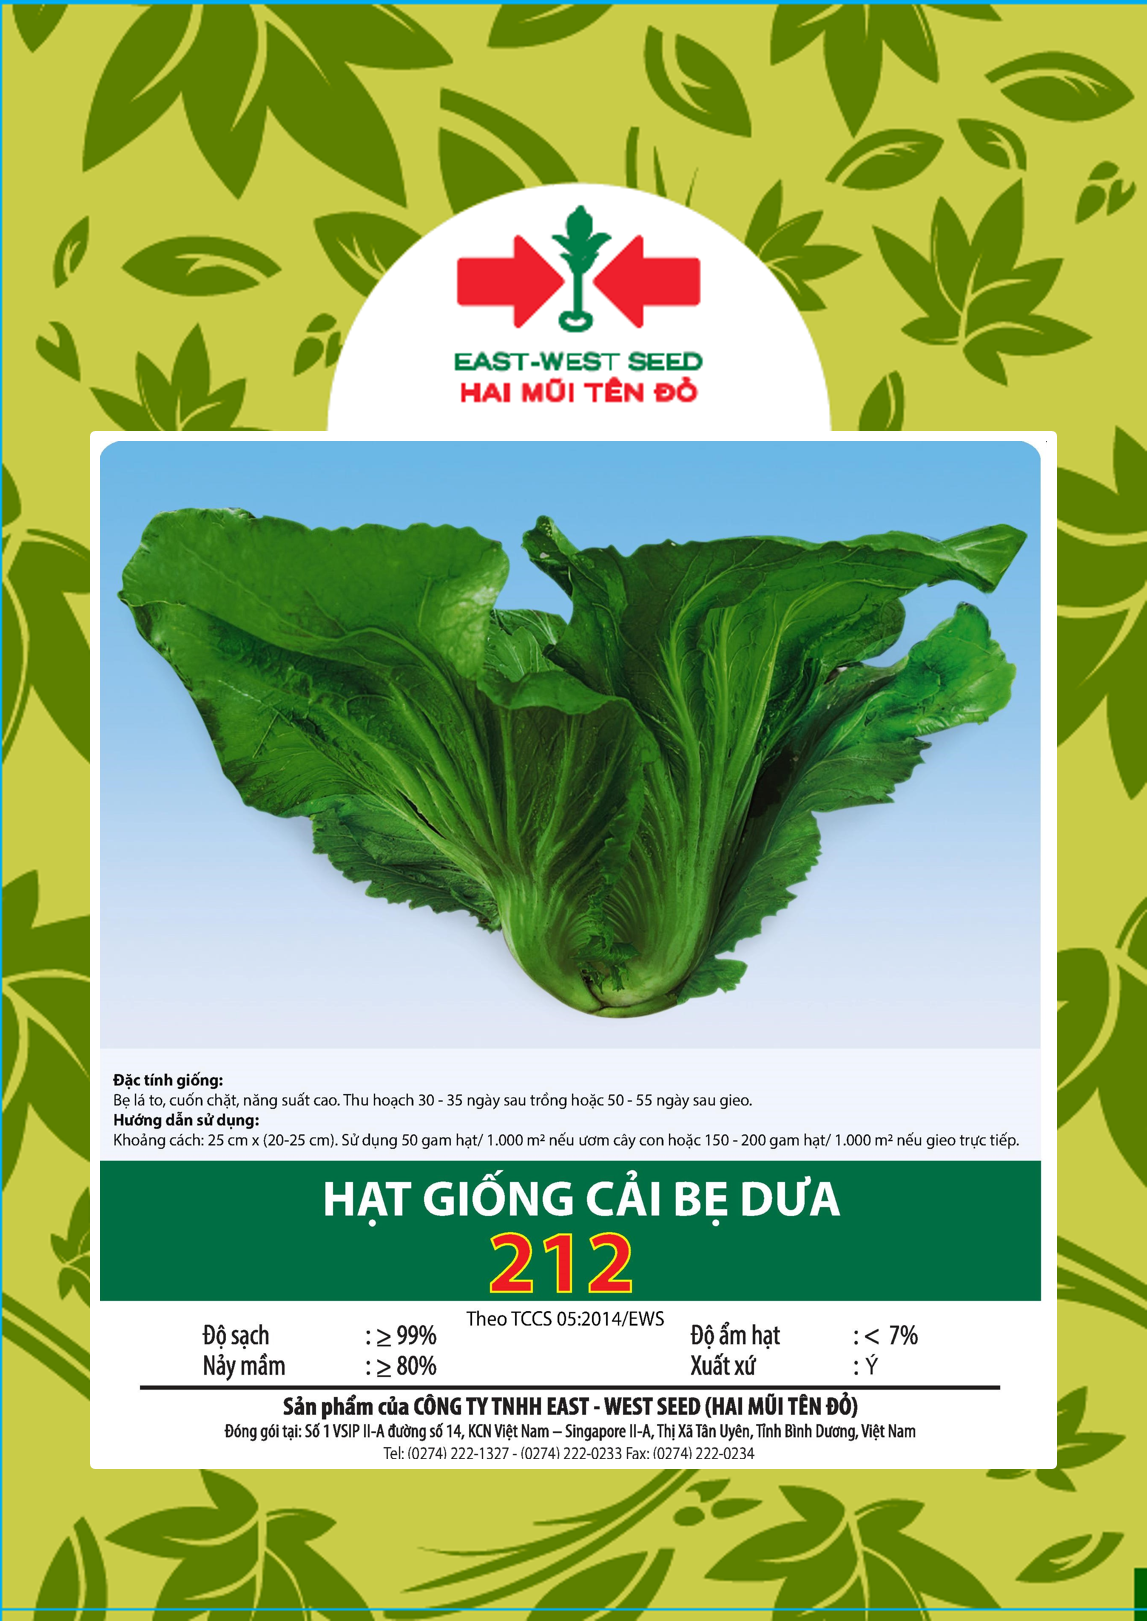 EAST-WEST SEED
HAI MŨI TÊN ĐỎ
Đặc tính giống:
Bẹ lá to, cuốn chặt, năng suất cao. Thu hoạch 30 - 35 ngày sau trồng hoặc 50 - 55 ngày sau gieo.
Hướng dẫn sử dụng:
Khoảng cách: 25 cm x (20-25 cm). Sử dụng 50 gam hạt/ 1.000 m² nếu ươm cây con hoặc 150 - 200 gam hạt/ 1.000 m² nếu gieo trực tiếp.
HẠT GIỐNG CẢI BẸ DƯA
212
Theo TCCS 05:2014/EWS
Độ sạch : ≥ 99% Độ ẩm hạt : < 7%
Nảy mầm : ≥ 80% Xuất xứ : Ý
Sản phẩm của CÔNG TY TNHH EAST - WEST SEED (HAI MŨI TÊN ĐỎ)
Đóng gói tại: Số 1 VSIP II-A đường số 14, KCN Việt Nam – Singapore II-A, Thị Xã Tân Uyên, Tỉnh Bình Dương, Việt Nam
Tel: (0274) 222-1327 - (0274) 222-0233 Fax: (0274) 222-0234